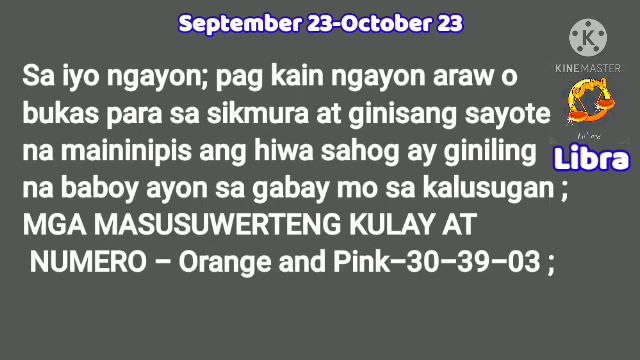 September 23-October 23
KINEMASTER
Sa iyo ngayon; pag kain ngayon araw o
bukas para sa sikmura at ginisang sayote
na maininipis ang hiwa sahog ay giniling
na baboy ayon sa gabay mo sa kalusugan ;
Libra
MGA MASUSUWERTENG KULAY AT
NUMERO – Orange and Pink–30–39–03 ;